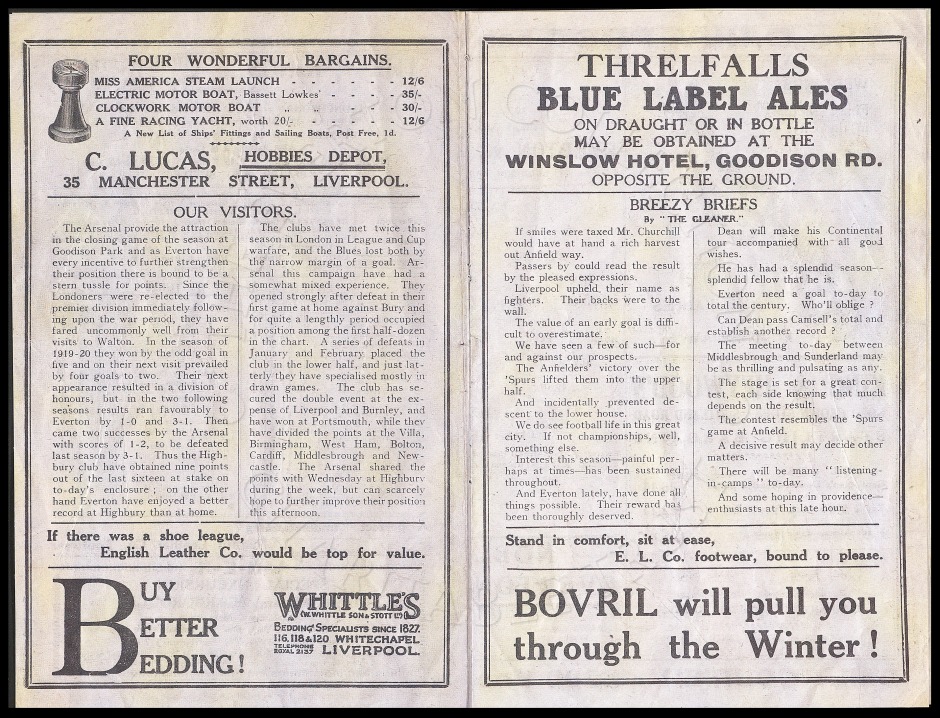 FOUR WONDERFUL BARGAINS.
MISS AMERICA STEAM LAUNCH - - - - - - 12/6
ELECTRIC MOTOR BOAT, Bassett Lowkes' - - - - 35/-
CLOCKWORK MOTOR BOAT „ „ - - - - 30/-
A FINE RACING YACHT, worth 20/- - - - - - 12/6
A New List of Ships' Fittings and Sailing Boats, Post Free, 1d.
C. LUCAS, HOBBIES DEPOT,
35 MANCHESTER STREET, LIVERPOOL.
OUR VISITORS.
The Arsenal provide the attraction
in the closing game of the season at
Goodison Park and as Everton have
every incentive to further strengthen
their position there is bound to be a
stern tussle for points. Since the
Londoners were re-elected to the
premier division immediately follow-
ing upon the war period, they have
fared uncommonly well from their
visits to Walton. In the season of
1919-20 they won by the odd goal in
five and on their next visit prevailed
by four goals to two. Their next
appearance resulted in a division of
honours, but in the two following
seasons results ran favourably to
Everton by 1-0 and 3-1. Then
came two successes by the Arsenal
with scores of 1-2, to be defeated
last season by 3-1. Thus the High-
bury club have obtained nine points
out of the last sixteen at stake on
to-day's enclosure; on the other
hand Everton have enjoyed a better
record at Highbury than at home.
The clubs have met twice this
season in London in League and Cup
warfare, and the Blues lost both by
the narrow margin of a goal. Ar-
senal this campaign have had a
somewhat mixed experience. They
opened strongly after defeat in their
first game at home against Bury and
for quite a lengthly period occupied
a position among the first half-dozen
in the chart. A series of defeats in
January and February placed the
club in the lower half, and just lat-
terly they have specialised mostly in
drawn games. The club has se-
cured the double event at the ex-
pense of Liverpool and Burnley, and
have won at Portsmouth, while they
have divided the points at the Villa,
Birmingham, West Ham, Bolton,
Cardiff, Middlesbrough and New-
castle. The Arsenal shared the
points with Wednesday at Highbury
during the week, but can scarcely
hope to further improve their position
this afternoon.
If there was a shoe league,
English Leather Co. would be top for value.
BUY
BETTER
BEDDING!
WHITTLE'S
(W. WHITTLE SON & STOTT LTD)
BEDDING SPECIALISTS SINCE 1827.
116, 118 & 120 WHITECHAPEL
TELEPHONE ROYAL 2137 LIVERPOOL.
THRELFALLS
BLUE LABEL ALES
ON DRAUGHT OR IN BOTTLE
MAY BE OBTAINED AT THE
WINSLOW HOTEL, GOODISON RD.
OPPOSITE THE GROUND.
BREEZY BRIEFS
By "THE GLEANER."
If smiles were taxed Mr. Churchill
would have at hand a rich harvest
out Anfield way.
Passers by could read the result
by the pleased expressions.
Liverpool upheld their name as
fighters. Their backs were to the
wall.
The value of an early goal is diffi-
cult to overestimate.
We have seen a few of such—for
and against our prospects.
The Anfielders' victory over the
'Spurs lifted them into the upper
half.
And incidentally prevented de-
scent to the lower house.
We do see football life in this great
city. If not championships, well,
something else.
Interest this season—painful per-
haps at times—has been sustained
throughout.
And Everton lately, have done all
things possible. Their reward has
been thoroughly deserved.
Dean will make his Continental
tour accompanied with all good
wishes.
He has had a splendid season—
splendid fellow that he is.
Everton need a goal to-day to
total the century. Who'll oblige ?
Can Dean pass Camsell's total and
establish another record ?
The meeting to-day between
Middlesbrough and Sunderland may
be as thrilling and pulsating as any.
The stage is set for a great con-
test, each side knowing that much
depends on the result.
The contest resembles the 'Spurs
game at Anfield.
A decisive result may decide other
matters.
There will be many "listening-
in-camps" to-day.
And some hoping in providence—
enthusiasts at this late hour.
Stand in comfort, sit at ease,
E. L. Co. footwear, bound to please.
BOVRIL will pull you
through the Winter !